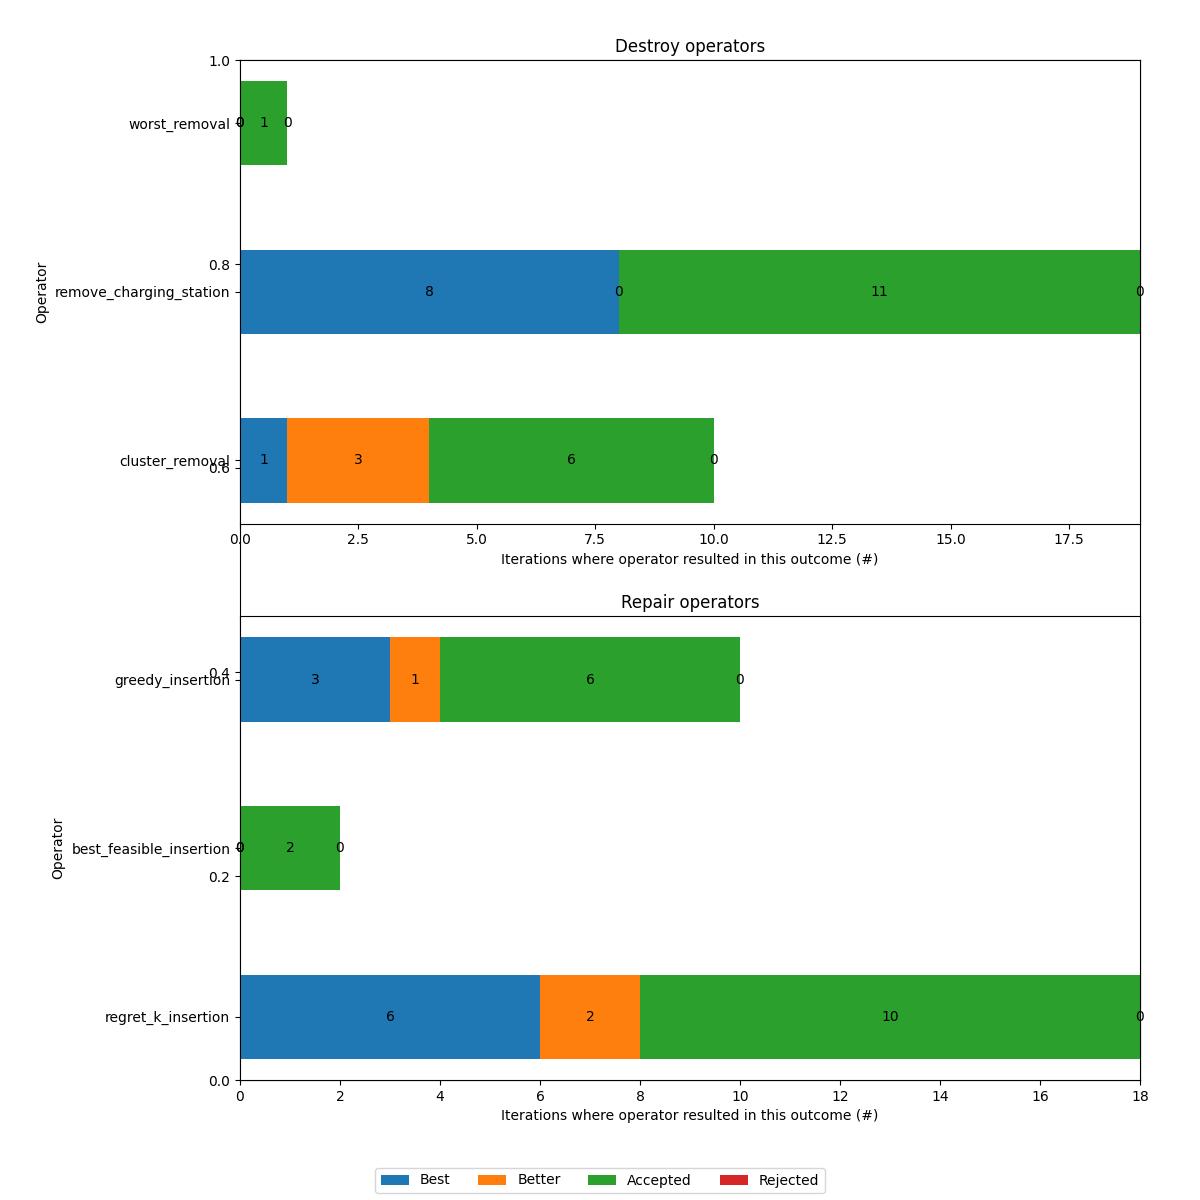 Destroy operators
1.0
worst_removal
0 0 1 0
0.8
Operator
remove_charging_station
8 0 11 0
cluster_removal
1 3 6 0
0.6
0.0 2.5 5.0 7.5 10.0 12.5 15.0 17.5
Iterations where operator resulted in this outcome (#)
Repair operators
0.4
greedy_insertion
3 1 6 0
Operator
best_feasible_insertion
0 0 2 0
0.2
regret_k_insertion
6 2 10 0
0.0
0 2 4 6 8 10 12 14 16 18
Iterations where operator resulted in this outcome (#)
Best Better Accepted Rejected